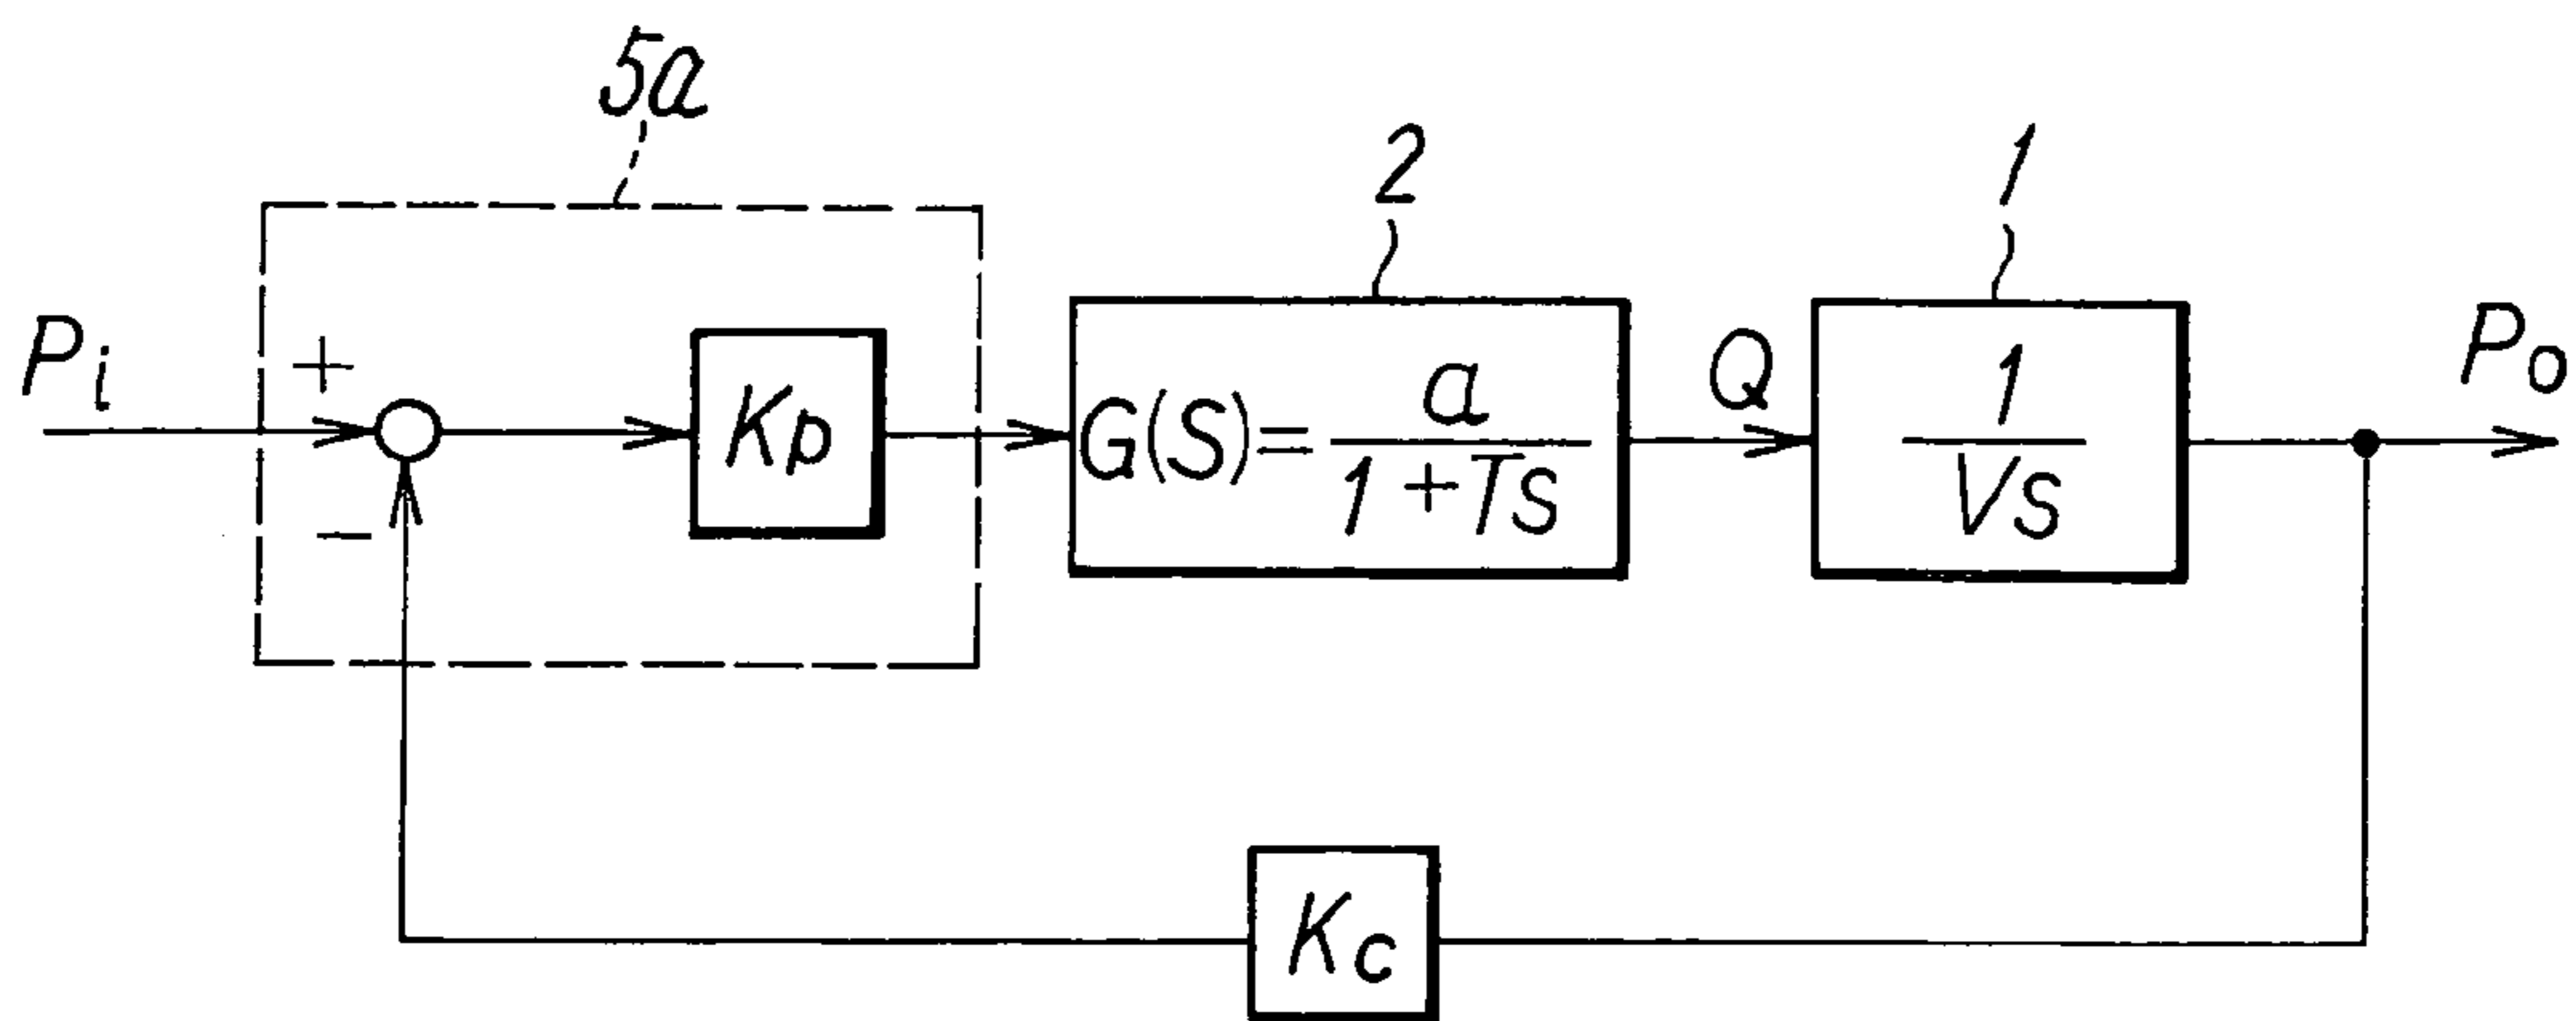 5a
2
1
Pi
+
−
Kp
G(S)=a/(1+TS)
Q
1/VS
Po
Kc